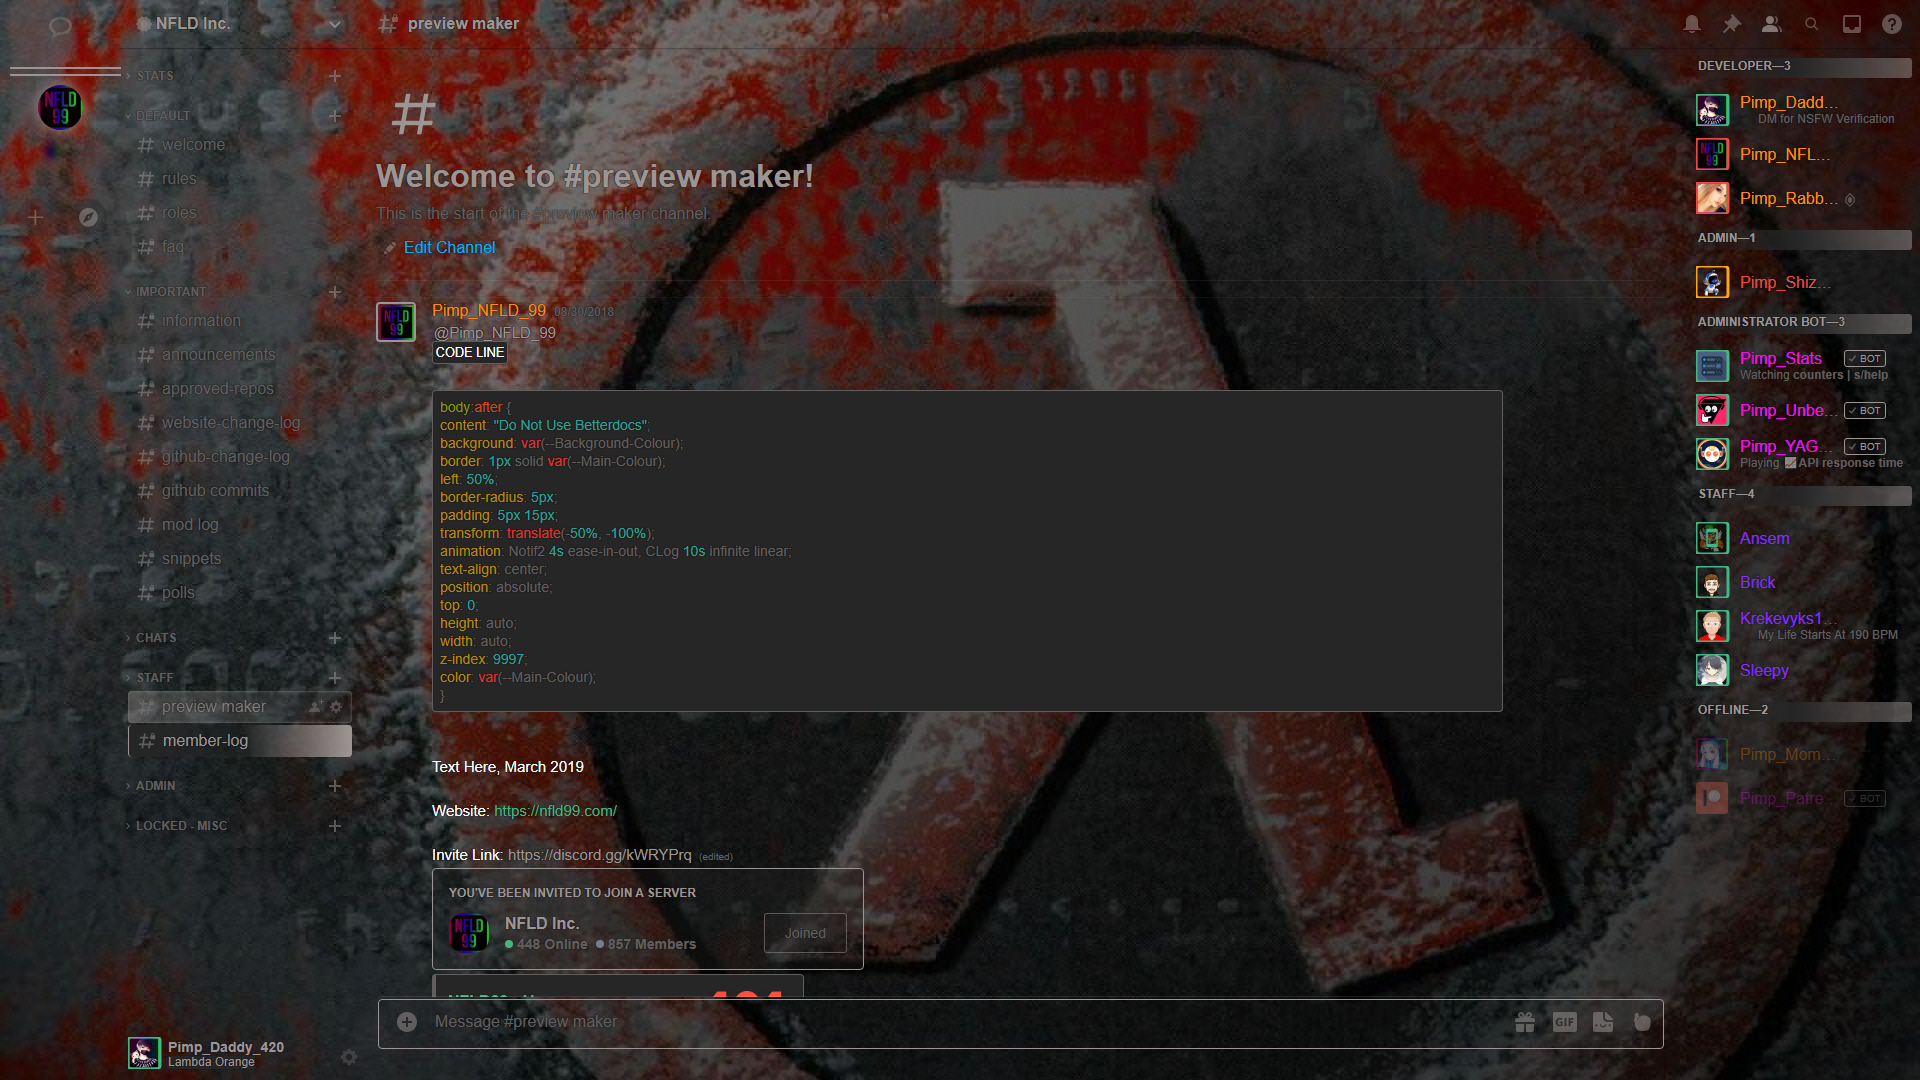 NFLD Inc.
preview maker
STATS
DEFAULT
welcome
rules
roles
faq
IMPORTANT
information
announcements
approved-repos
website-change-log
github-change-log
github commits
mod log
snippets
polls
CHATS
STAFF
preview maker
member-log
ADMIN
LOCKED - MISC
Pimp_Daddy_420
Lambda Orange
NFLD
99
Welcome to #preview maker!
This is the start of the #preview maker channel.
Edit Channel
NFLD
99
Pimp_NFLD_99 08/30/2018
@Pimp_NFLD_99
CODE LINE
body:after {
content: "Do Not Use Betterdocs";
background: var(--Background-Colour);
border: 1px solid var(--Main-Colour);
left: 50%;
border-radius: 5px;
padding: 5px 15px;
transform: translate(-50%, -100%);
animation: Notif2 4s ease-in-out, CLog 10s infinite linear;
text-align: center;
position: absolute;
top: 0;
height: auto;
width: auto;
z-index: 9997;
color: var(--Main-Colour);
}
Text Here, March 2019
Website: https://nfld99.com/
Invite Link: https://discord.gg/kWRYPrq (edited)
YOU'VE BEEN INVITED TO JOIN A SERVER
NFLD
99
NFLD Inc.
448 Online 857 Members
Joined
Message #preview maker
GIF
DEVELOPER—3
Pimp_Dadd...
DM for NSFW Verification
NFLD
99
Pimp_NFL...
Pimp_Rabb...
ADMIN—1
Pimp_Shiz...
ADMINISTRATOR BOT—3
Pimp_Stats ✓ BOT
Watching counters | s/help
Pimp_Unbe... ✓ BOT
Pimp_YAG... ✓ BOT
Playing 📈API response time
STAFF—4
Ansem
Brick
Krekevyks1...
My Life Starts At 190 BPM
Sleepy
OFFLINE—2
Pimp_Mom...
Pimp_Patre... ✓ BOT